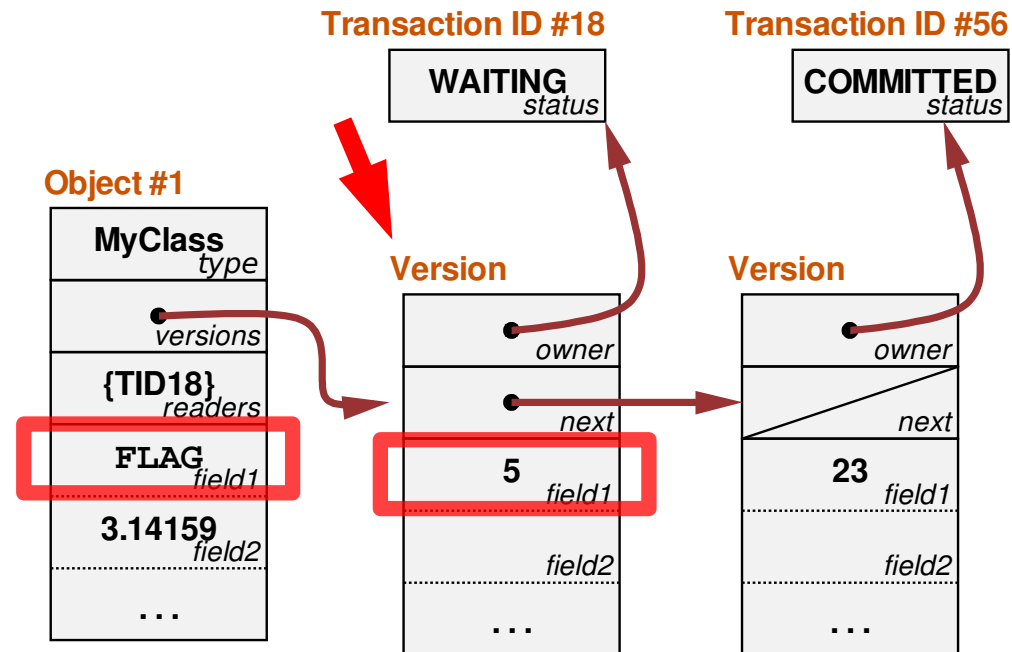 Transaction ID #18
WAITING
status
Transaction ID #56
COMMITTED
status
Object #1
MyClass
type
versions
{TID18}
readers
FLAG
field1
3.14159
field2
...
Version
owner
next
5
field1
field2
...
Version
owner
next
23
field1
field2
...